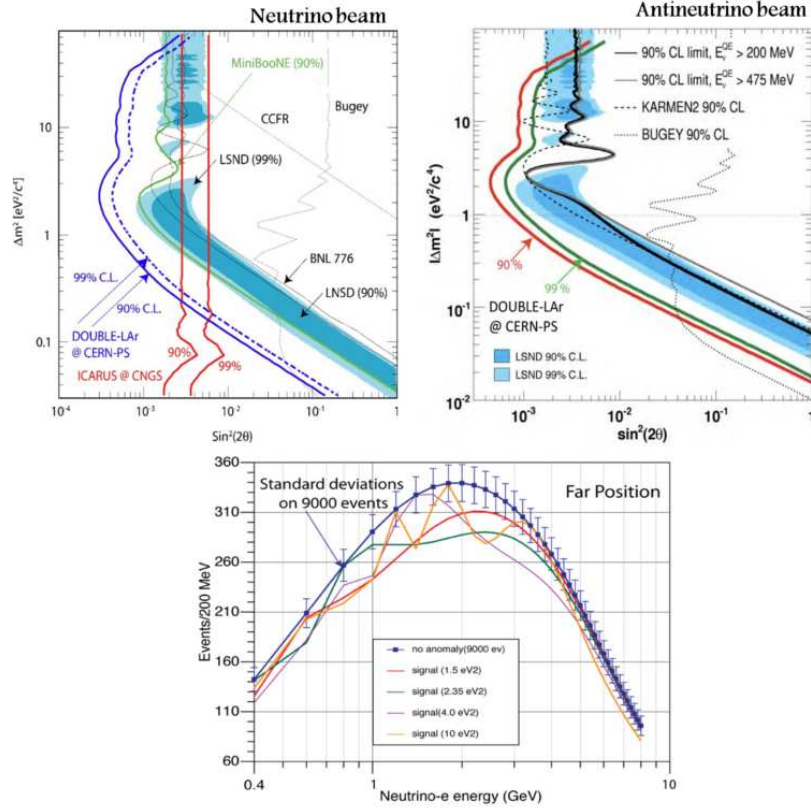 Neutrino beam
MiniBooNE (90%)
CCFR
Bugey
LSND (99%)
BNL 776
LNSD (90%)
99% C.L.
90% C.L.
DOUBLE-LAr
@ CERN-PS
ICARUS @ CNGS
90%
99%
Δm² [eV²/c⁴]
10
1
0.1
10⁻⁴
10⁻³
10⁻²
10⁻¹
1
Sin²(2θ)
Antineutrino beam
90% CL limit, E_ν^QE > 200 MeV
90% CL limit, E_ν^QE > 475 MeV
KARMEN2 90% CL
BUGEY 90% CL
90 %
99 %
DOUBLE-LAr
@ CERN-PS
LSND 90% C.L.
LSND 99% C.L.
|Δm²| (eV²/c⁴)
10
1
10⁻¹
10⁻²
10⁻³
10⁻²
10⁻¹
1
sin²(2θ)
Standard deviations
on 9000 events
Far Position
Events/200 MeV
360
310
260
210
160
110
60
no anomaly(9000 ev)
signal (1.5 eV2)
signal (2.35 eV2)
signal(4.0 eV2)
signal (10 eV2)
0.4
1
10
Neutrino-e energy (GeV)